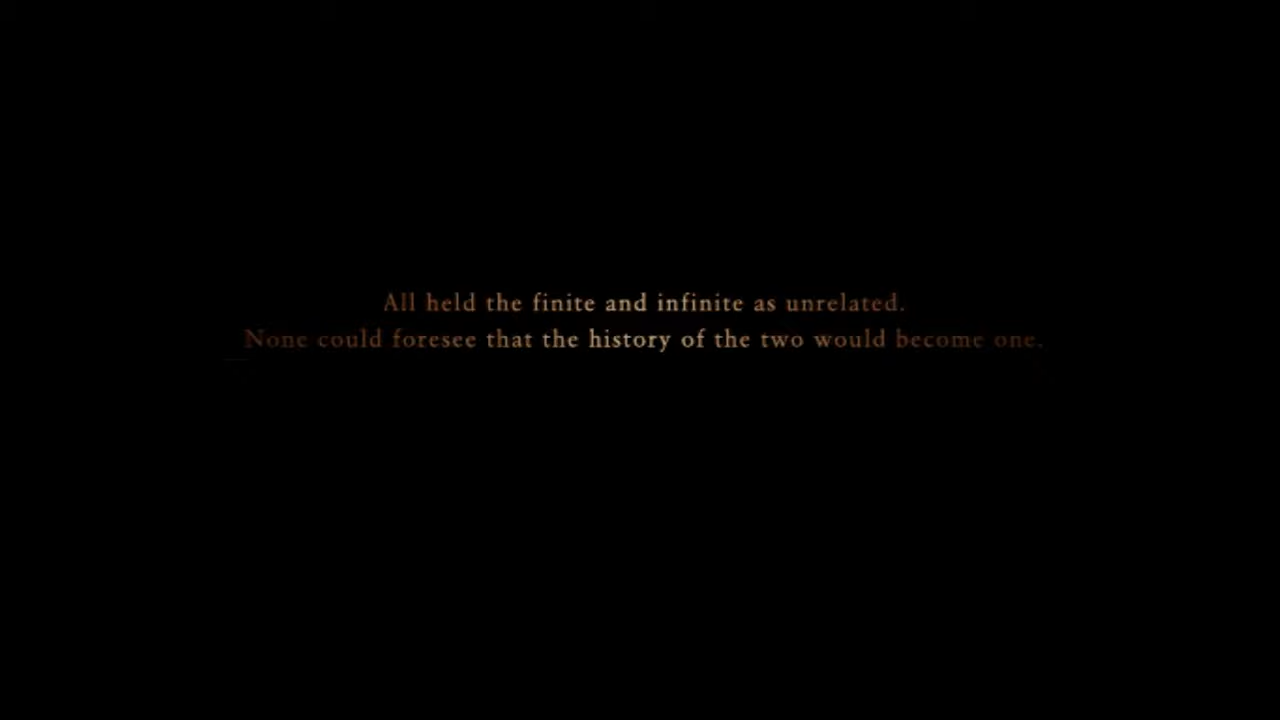 All held the finite and infinite as unrelated.
None could foresee that the history of the two would become one.